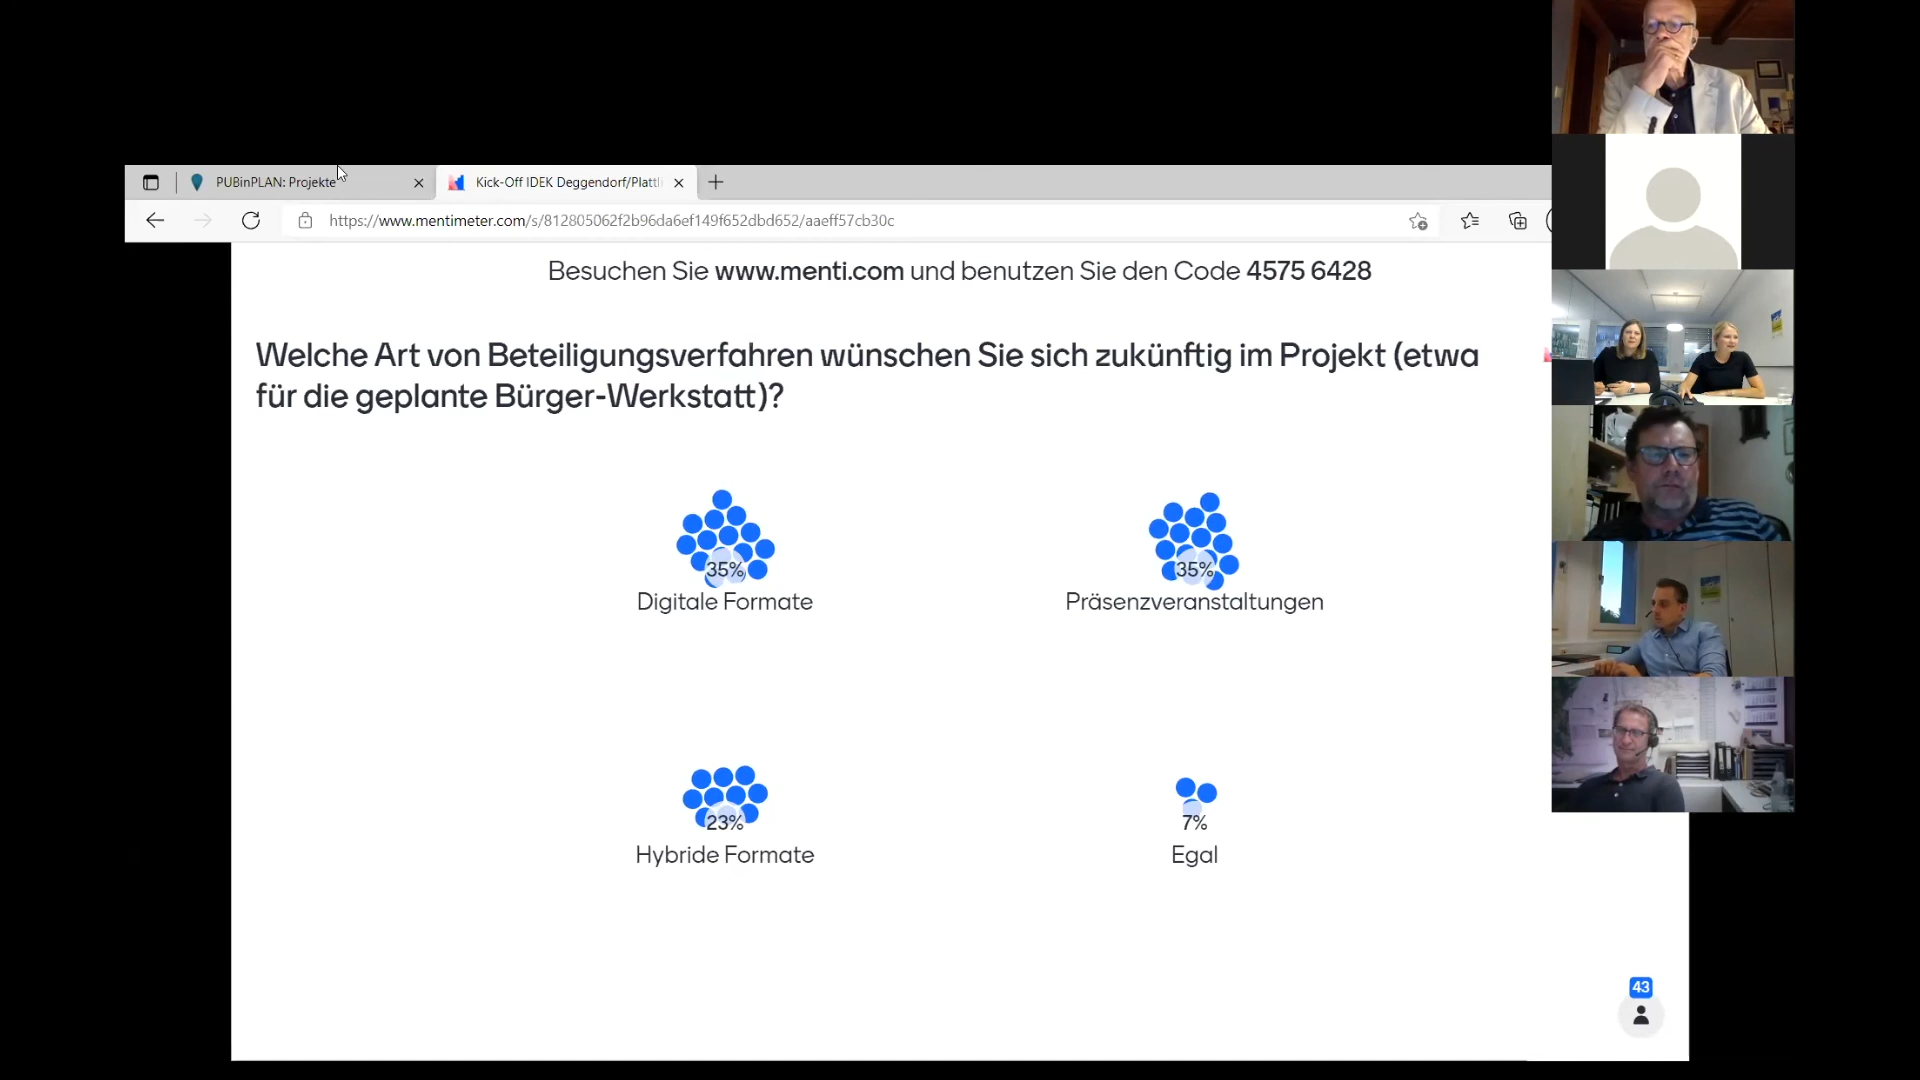 PUBinPLAN: Projekte
Kick-Off IDEK Deggendorf/Plattli
https://www.mentimeter.com/s/812805062f2b96da6ef149f652dbd652/aaeff57cb30c
Besuchen Sie www.menti.com und benutzen Sie den Code 4575 6428
Welche Art von Beteiligungsverfahren wünschen Sie sich zukünftig im Projekt (etwa
für die geplante Bürger-Werkstatt)?
35%
Digitale Formate
35%
Präsenzveranstaltungen
23%
Hybride Formate
7%
Egal
43